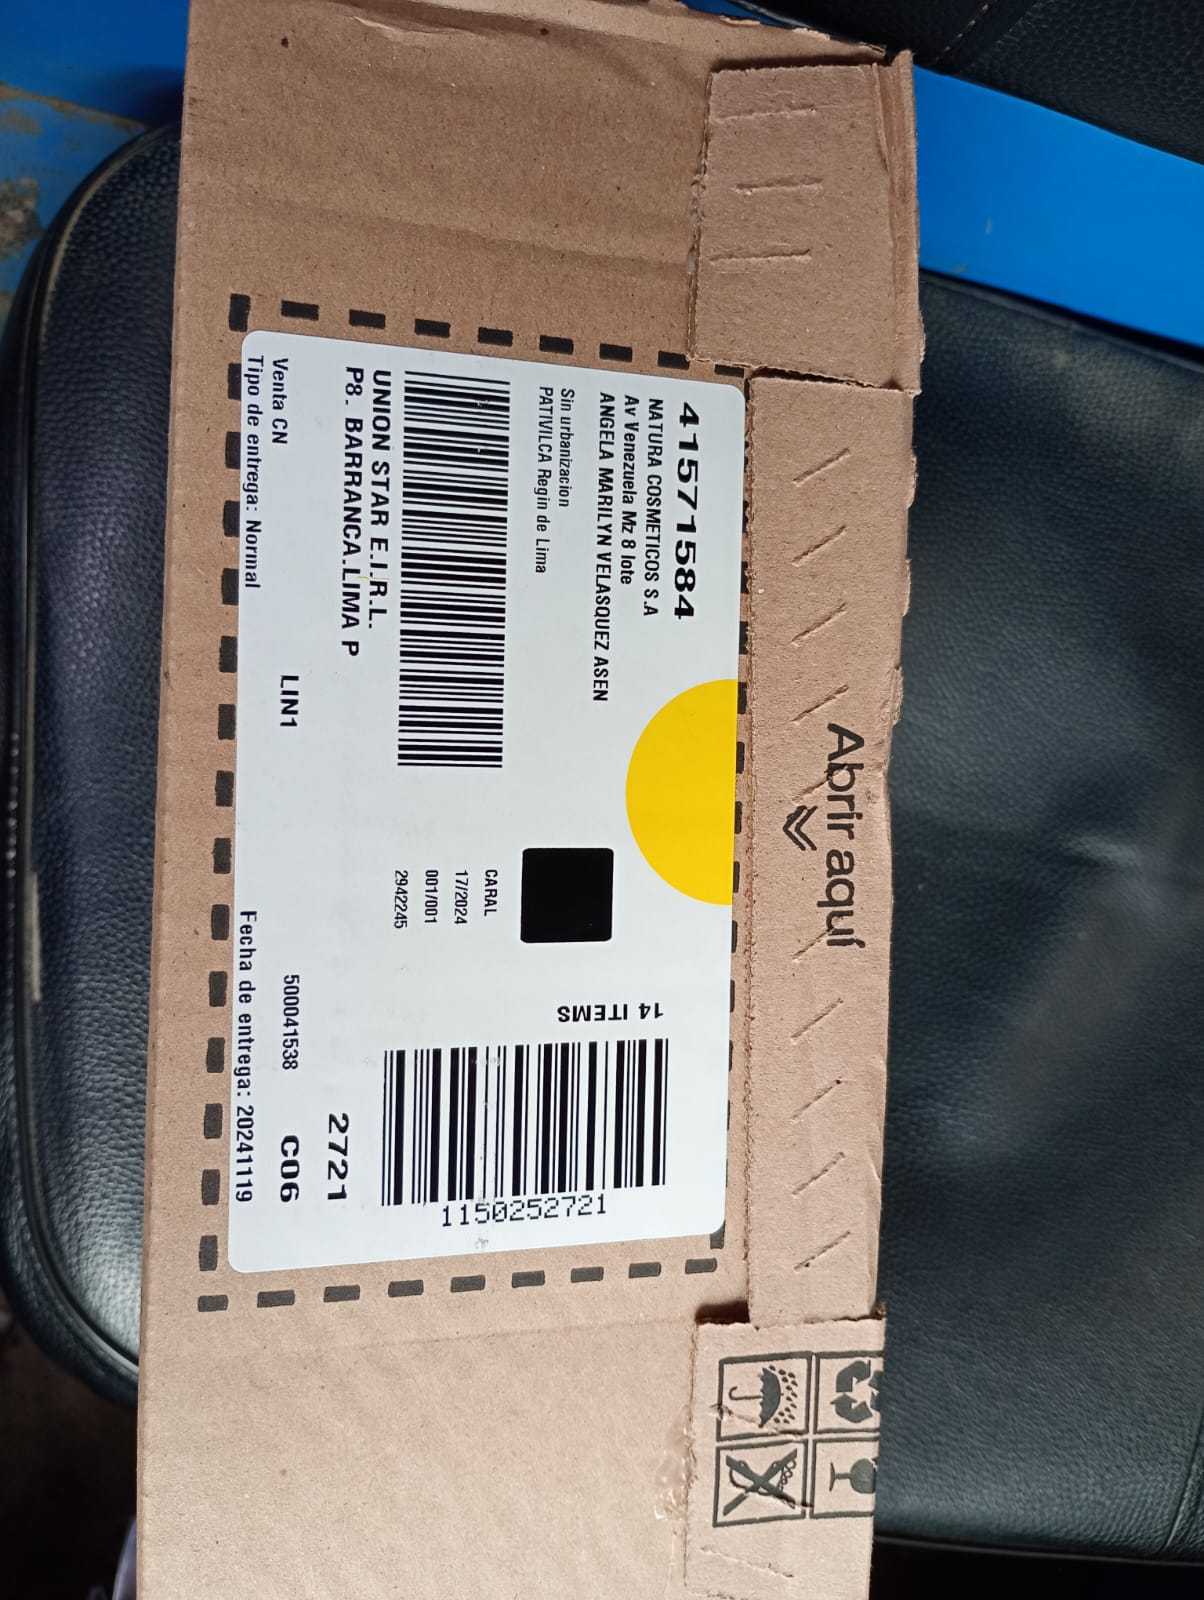 Abrir aquí
41571584
NATURA COSMETICOS S.A
Av Venezuela Mz 8 lote
ANGELA MARILYN VELASQUEZ ASEN
Sin urbanizacion
PATIVILCA Regin de Lima
14 ITEMS
1150252721
CARAL
17/2024
001/001
2942245
UNION STAR E.I.R.L.
P8. BARRANCA.LIMA P
2721
Venta CN
LIN1
500041538
C06
Tipo de entrega: Normal
Fecha de entrega: 20241119